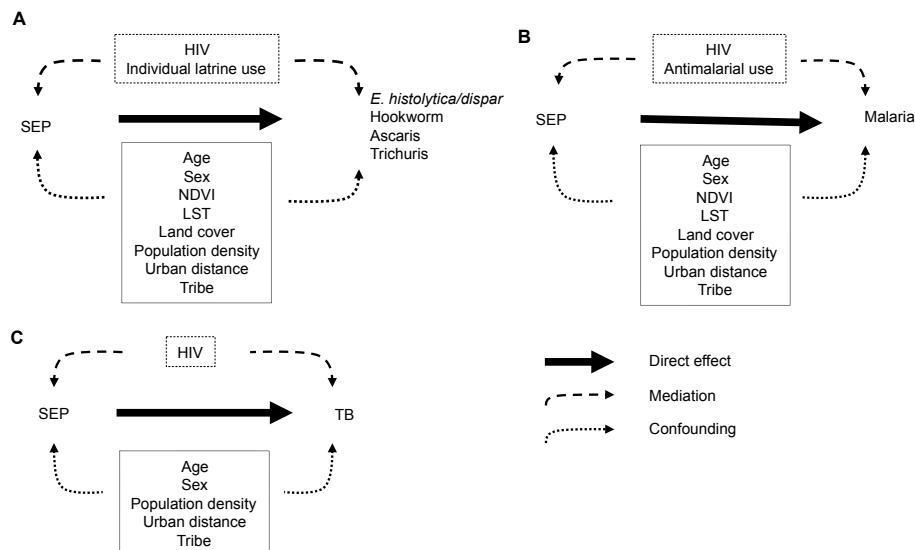 A
HIV
Individual latrine use
SEP
E. histolytica/dispar
Hookworm
Ascaris
Trichuris
Age
Sex
NDVI
LST
Land cover
Population density
Urban distance
Tribe
B
HIV
Antimalarial use
SEP
Malaria
Age
Sex
NDVI
LST
Land cover
Population density
Urban distance
Tribe
C
HIV
SEP
TB
Age
Sex
Population density
Urban distance
Tribe
Direct effect
Mediation
Confounding